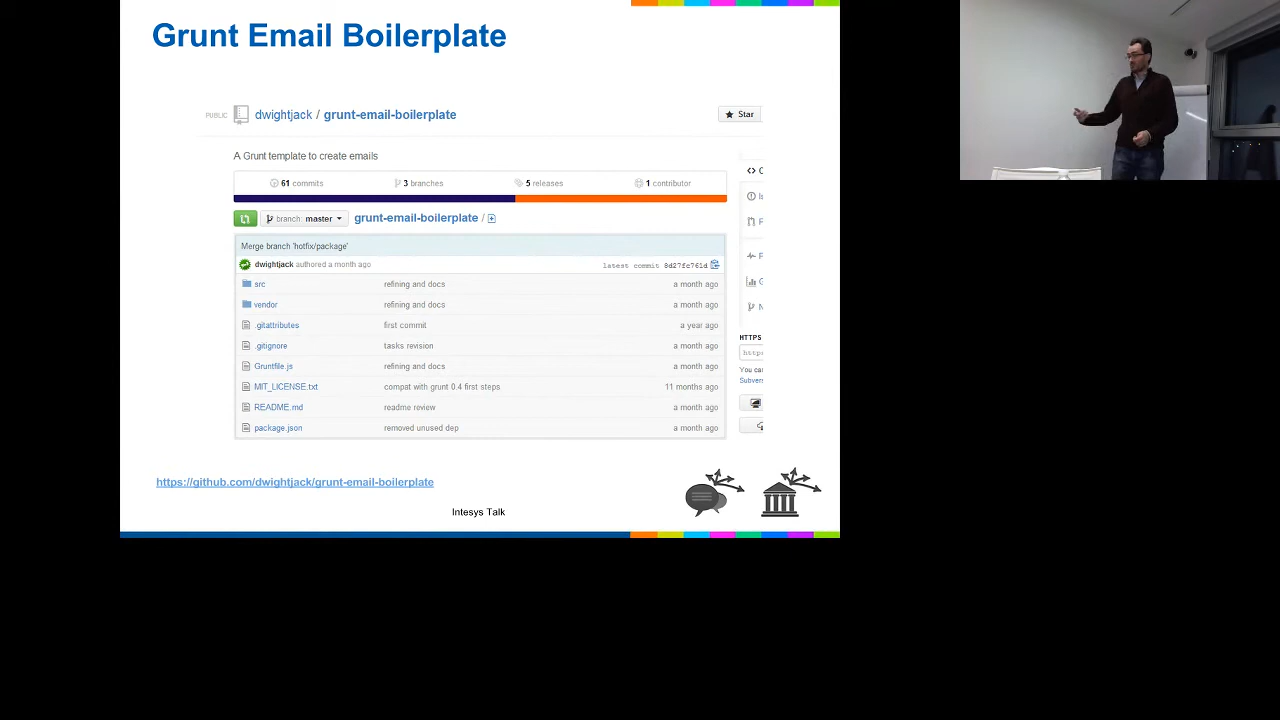 Grunt Email Boilerplate
PUBLIC dwightjack / grunt-email-boilerplate Star
A Grunt template to create emails
61 commits 3 branches 5 releases 1 contributor
branch: master grunt-email-boilerplate /
Merge branch 'hotfix/package'
dwightjack authored a month ago latest commit 8d27fc761d
src refining and docs a month ago
vendor refining and docs a month ago
.gitattributes first commit a year ago
.gitignore tasks revision a month ago
Gruntfile.js refining and docs a month ago
HTTPS
You can
Subvers
MIT_LICENSE.txt compat with grunt 0.4 first steps 11 months ago
README.md readme review a month ago
package.json removed unused dep a month ago
https://github.com/dwightjack/grunt-email-boilerplate
Intesys Talk